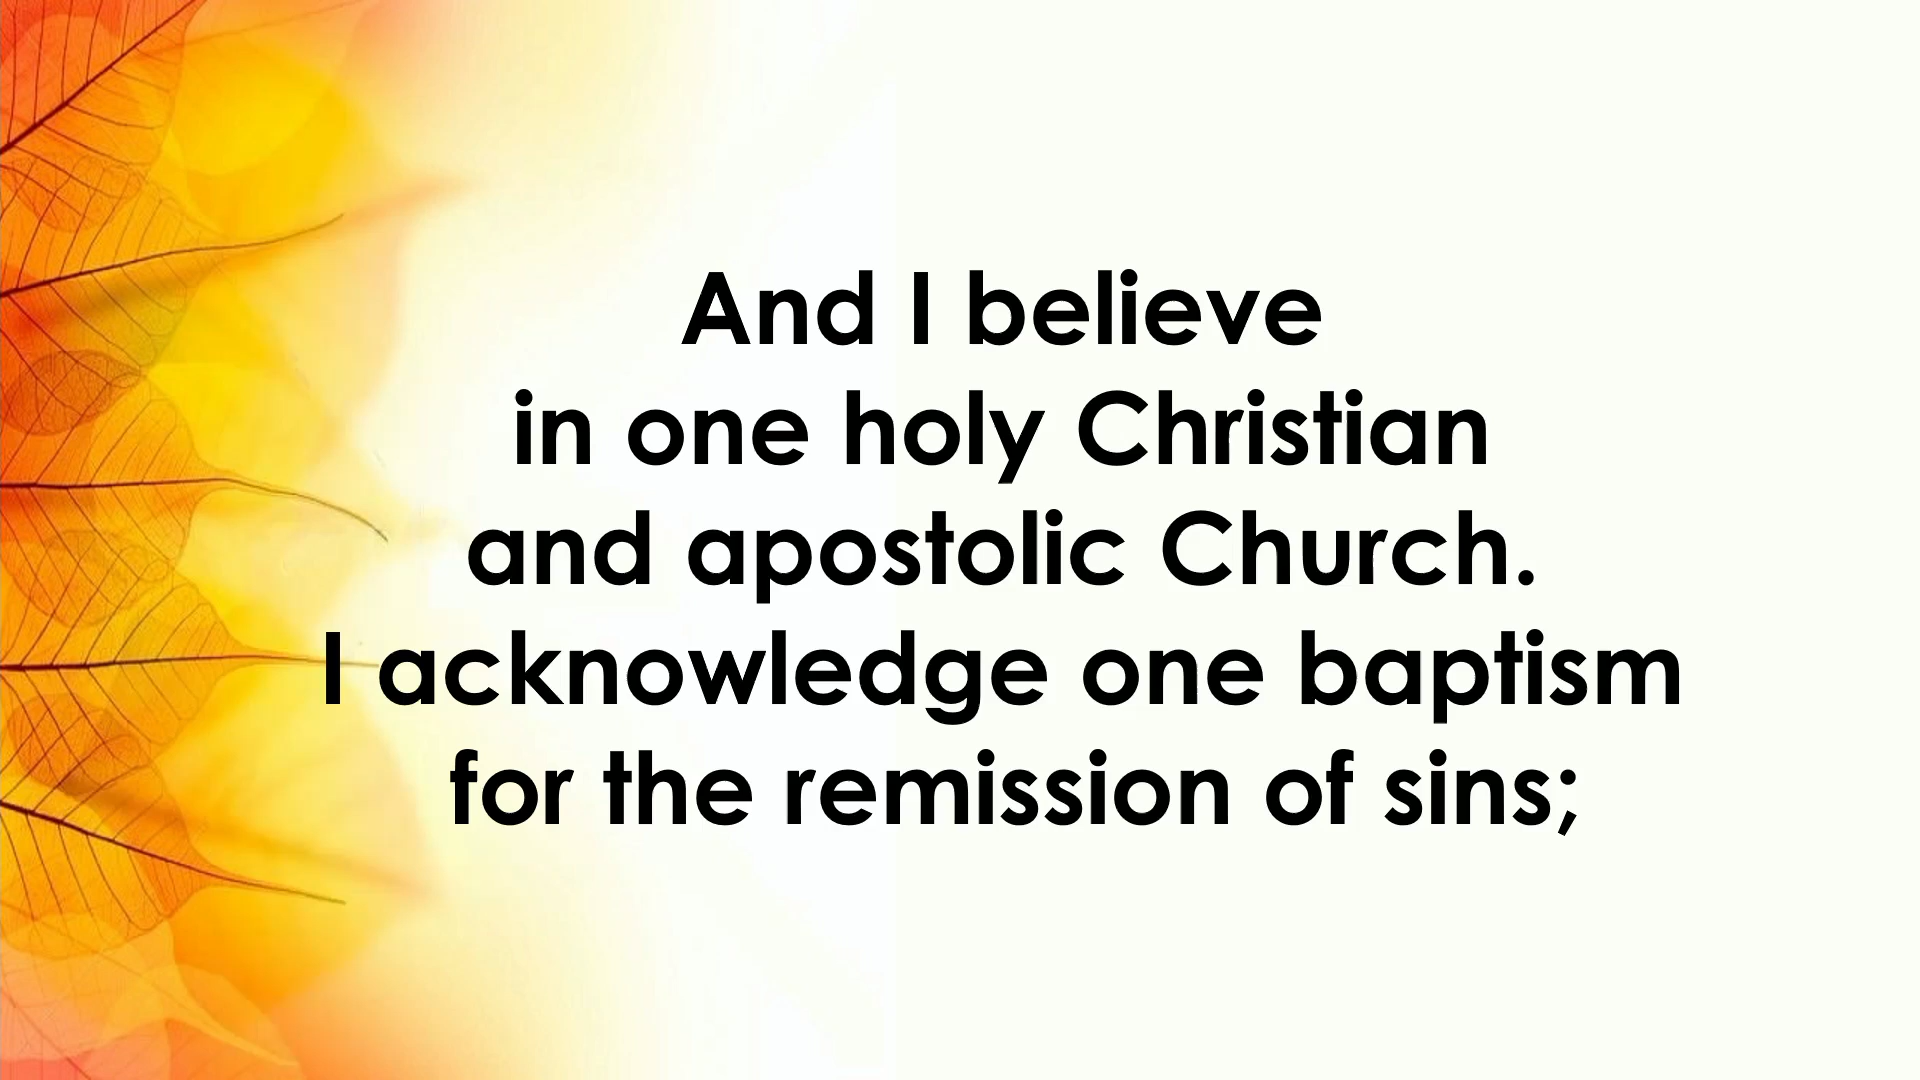 And I believe
in one holy Christian
and apostolic Church.
I acknowledge one baptism
for the remission of sins;